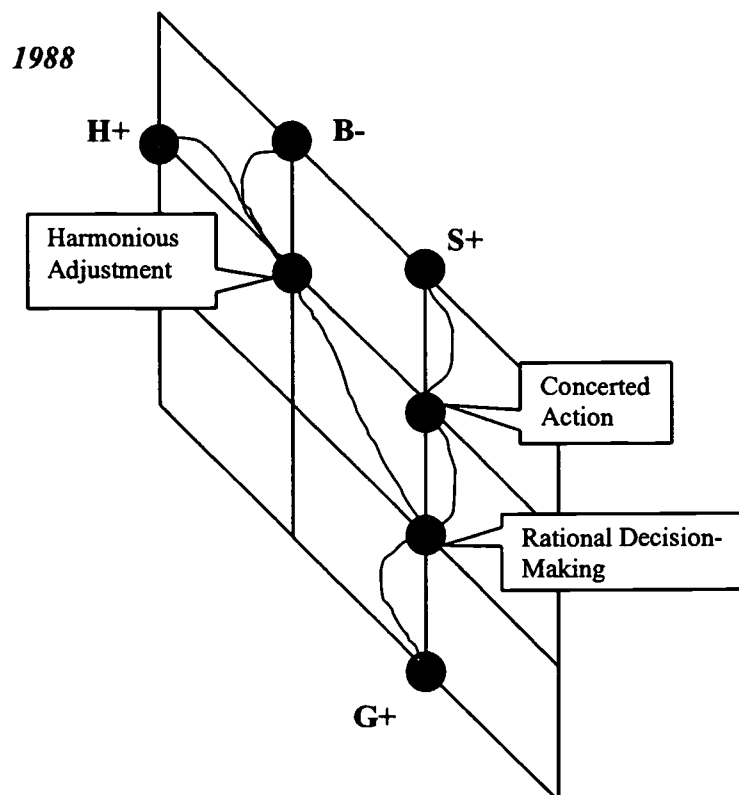 1988
H+
B-
Harmonious
Adjustment
S+
Concerted
Action
Rational Decision-
Making
G+